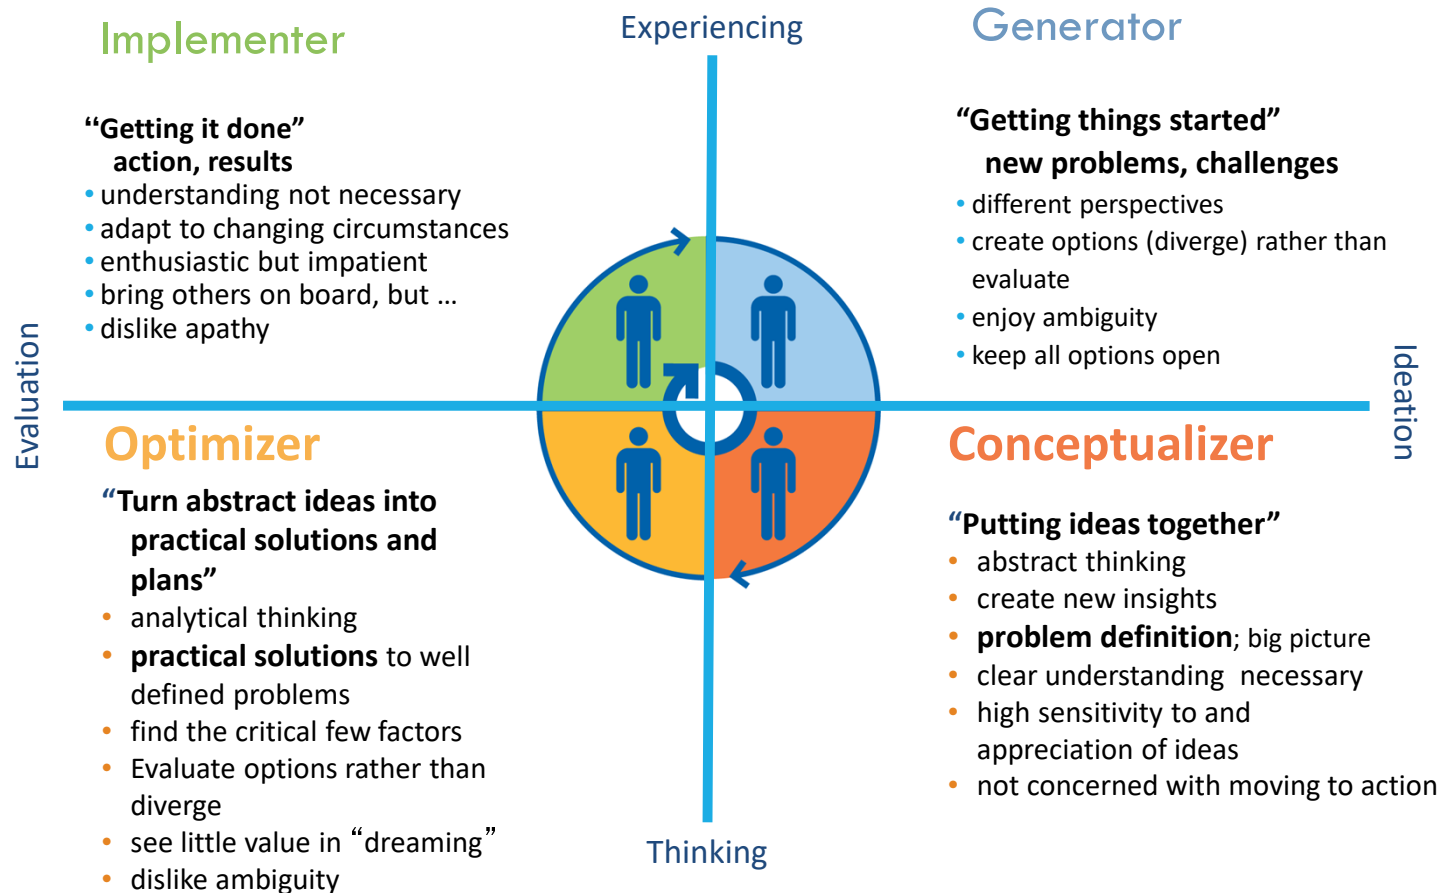 Implementer
“Getting it done”
action, results
• understanding not necessary
• adapt to changing circumstances
• enthusiastic but impatient
• bring others on board, but ...
• dislike apathy
Experiencing
Generator
“Getting things started”
new problems, challenges
• different perspectives
• create options (diverge) rather than
evaluate
• enjoy ambiguity
• keep all options open
Evaluation
Ideation
Optimizer
“Turn abstract ideas into
practical solutions and
plans”
• analytical thinking
• practical solutions to well
defined problems
• find the critical few factors
• Evaluate options rather than
diverge
• see little value in “dreaming”
• dislike ambiguity
Conceptualizer
“Putting ideas together”
• abstract thinking
• create new insights
• problem definition; big picture
• clear understanding necessary
• high sensitivity to and
appreciation of ideas
• not concerned with moving to action
Thinking